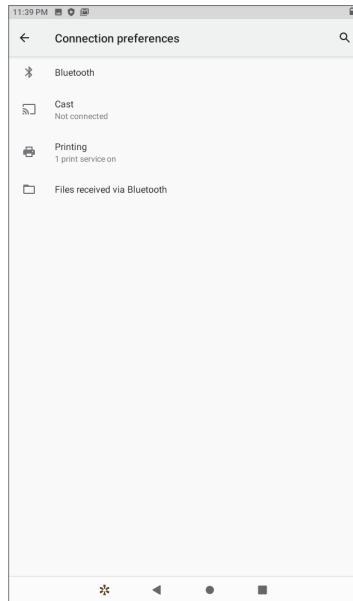 11:39 PM
Connection preferences
Bluetooth
Cast
Not connected
Printing
1 print service on
Files received via Bluetooth